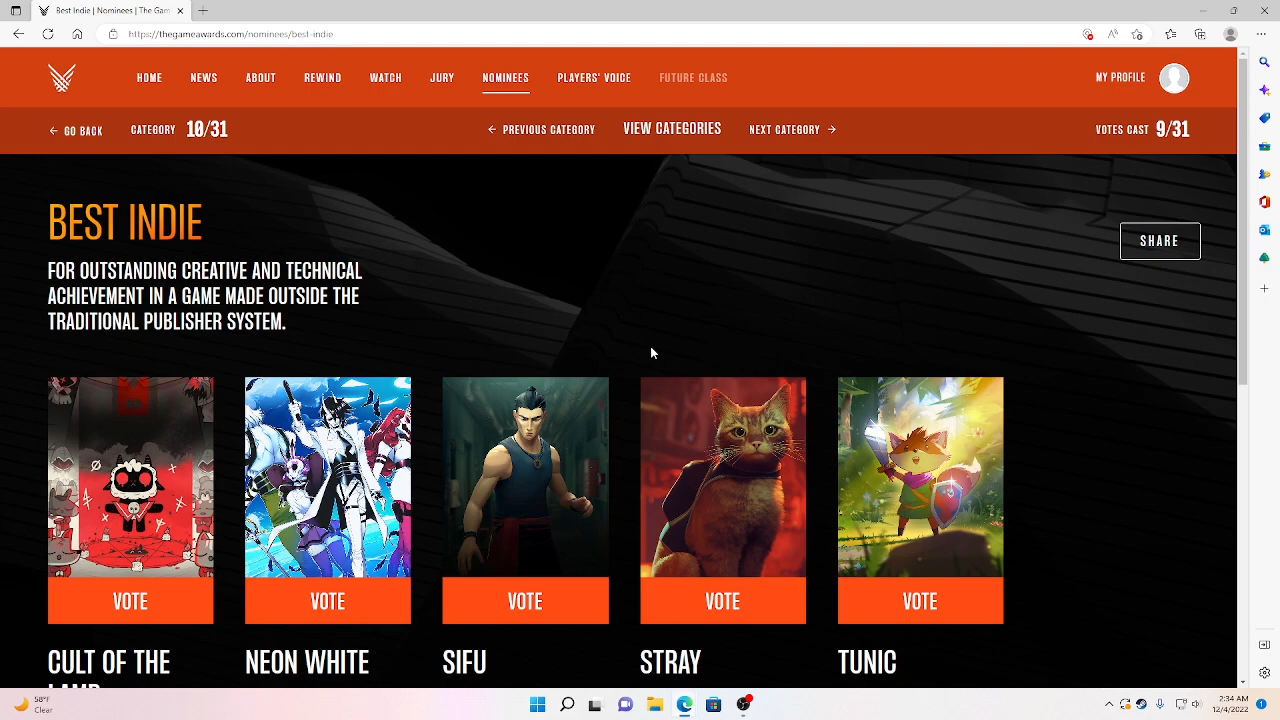 Best Indie | Nominees | The Gam
https://thegameawards.com/nominees/best-indie
HOME NEWS ABOUT REWIND WATCH JURY NOMINEES PLAYERS' VOICE FUTURE CLASS MY PROFILE
GO BACK CATEGORY 10/31 PREVIOUS CATEGORY VIEW CATEGORIES NEXT CATEGORY VOTES CAST 9/31
BEST INDIE
SHARE
FOR OUTSTANDING CREATIVE AND TECHNICAL
ACHIEVEMENT IN A GAME MADE OUTSIDE THE
TRADITIONAL PUBLISHER SYSTEM.
VOTE VOTE VOTE VOTE VOTE
CULT OF THE NEON WHITE SIFU STRAY TUNIC
LAMB
58°F
Clear
2:34 AM
12/4/2022